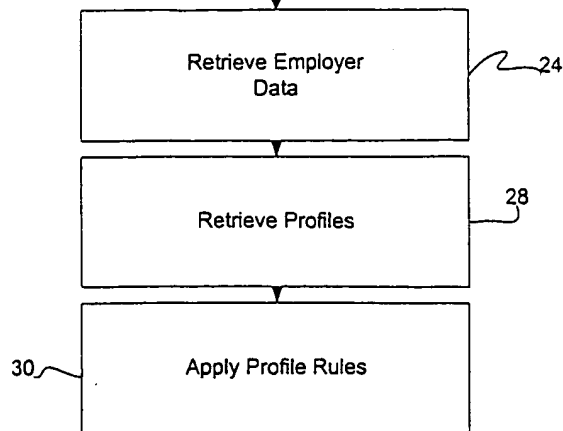 Retrieve Employer
Data
24
Retrieve Profiles
28
Apply Profile Rules
30